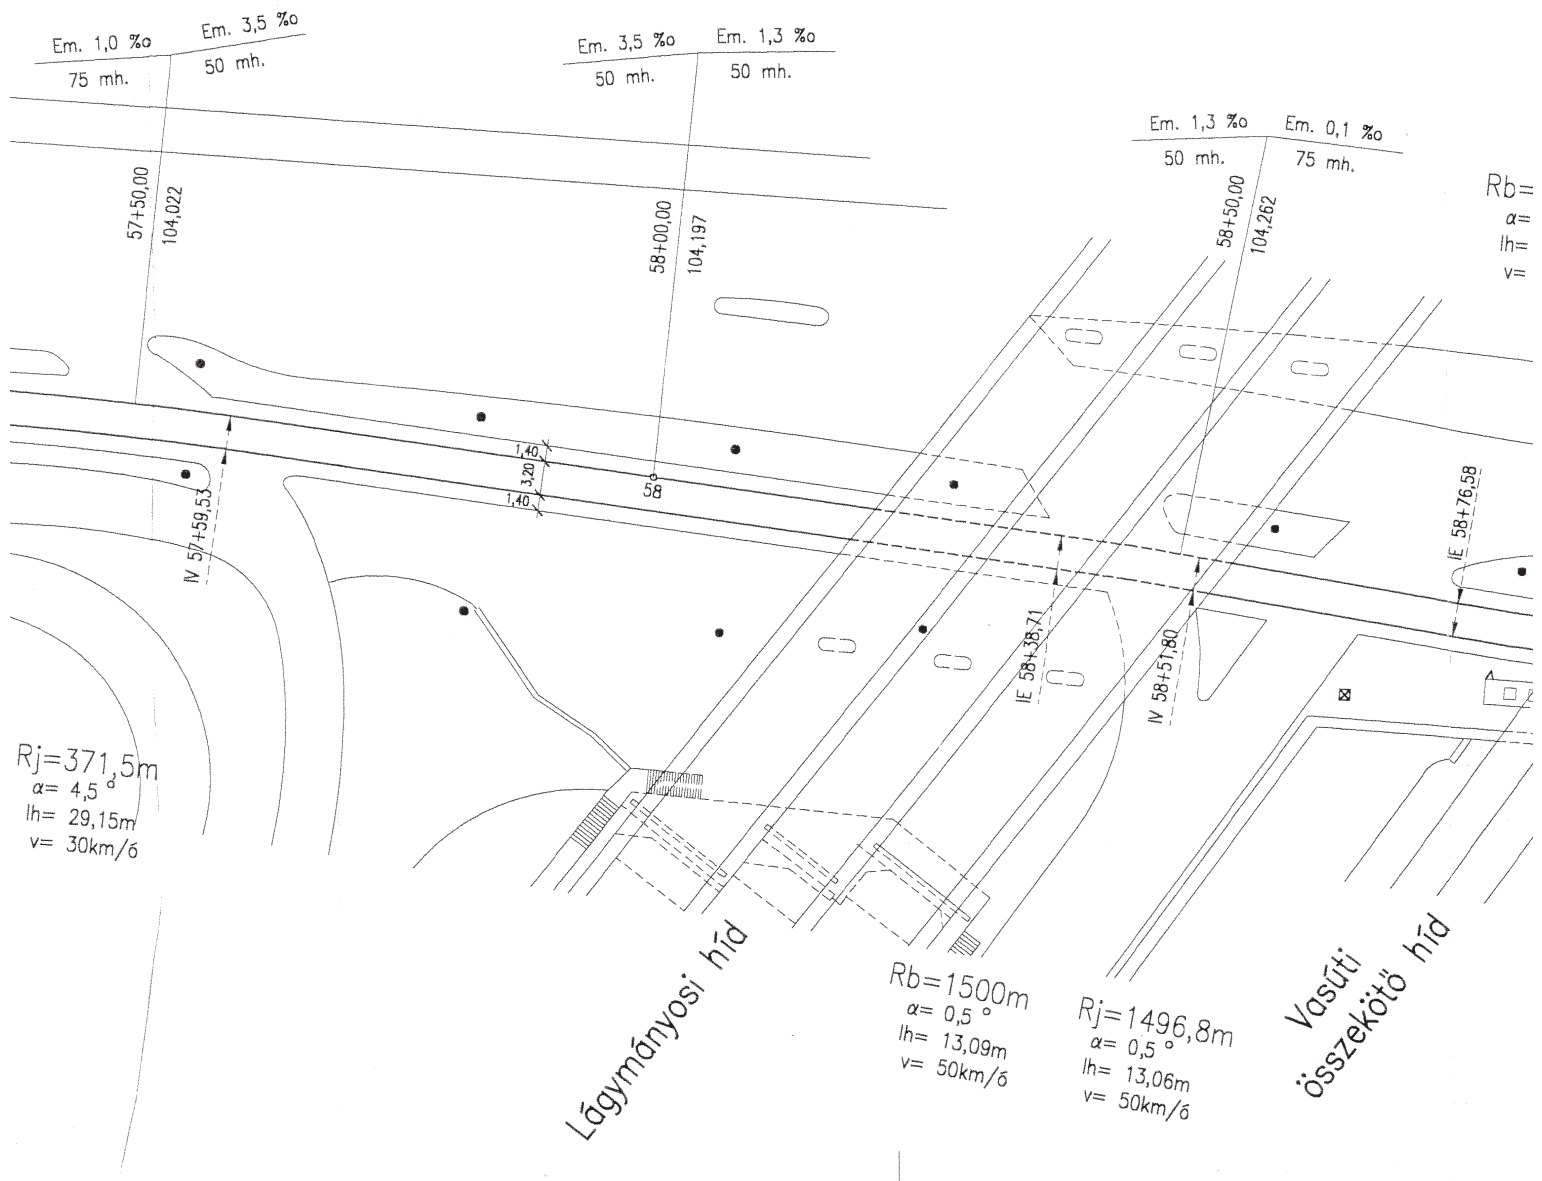 Em. 1,0 %o
Em. 3,5 %o
75 mh.
50 mh.
57+50,00
104,022
Em. 3,5 %o
Em. 1,3 %o
50 mh.
50 mh.
58+00,00
104,197
Em. 1,3 %o
Em. 0,1 %o
50 mh.
75 mh.
58+50,00
104,262
Rb=
α=
lh=
v=
1,40
3,20
1,40
58
IV 57+59,53
IE 58+38,71
IV 58+51,80
IE 58+76,58
Rj=371,5m
α= 4,5 °
lh= 29,15m
v= 30km/ó
Lágymányosi híd
Rb=1500m
α= 0,5 °
lh= 13,09m
v= 50km/ó
Rj=1496,8m
α= 0,5 °
lh= 13,06m
v= 50km/ó
Vasúti
összekötő híd